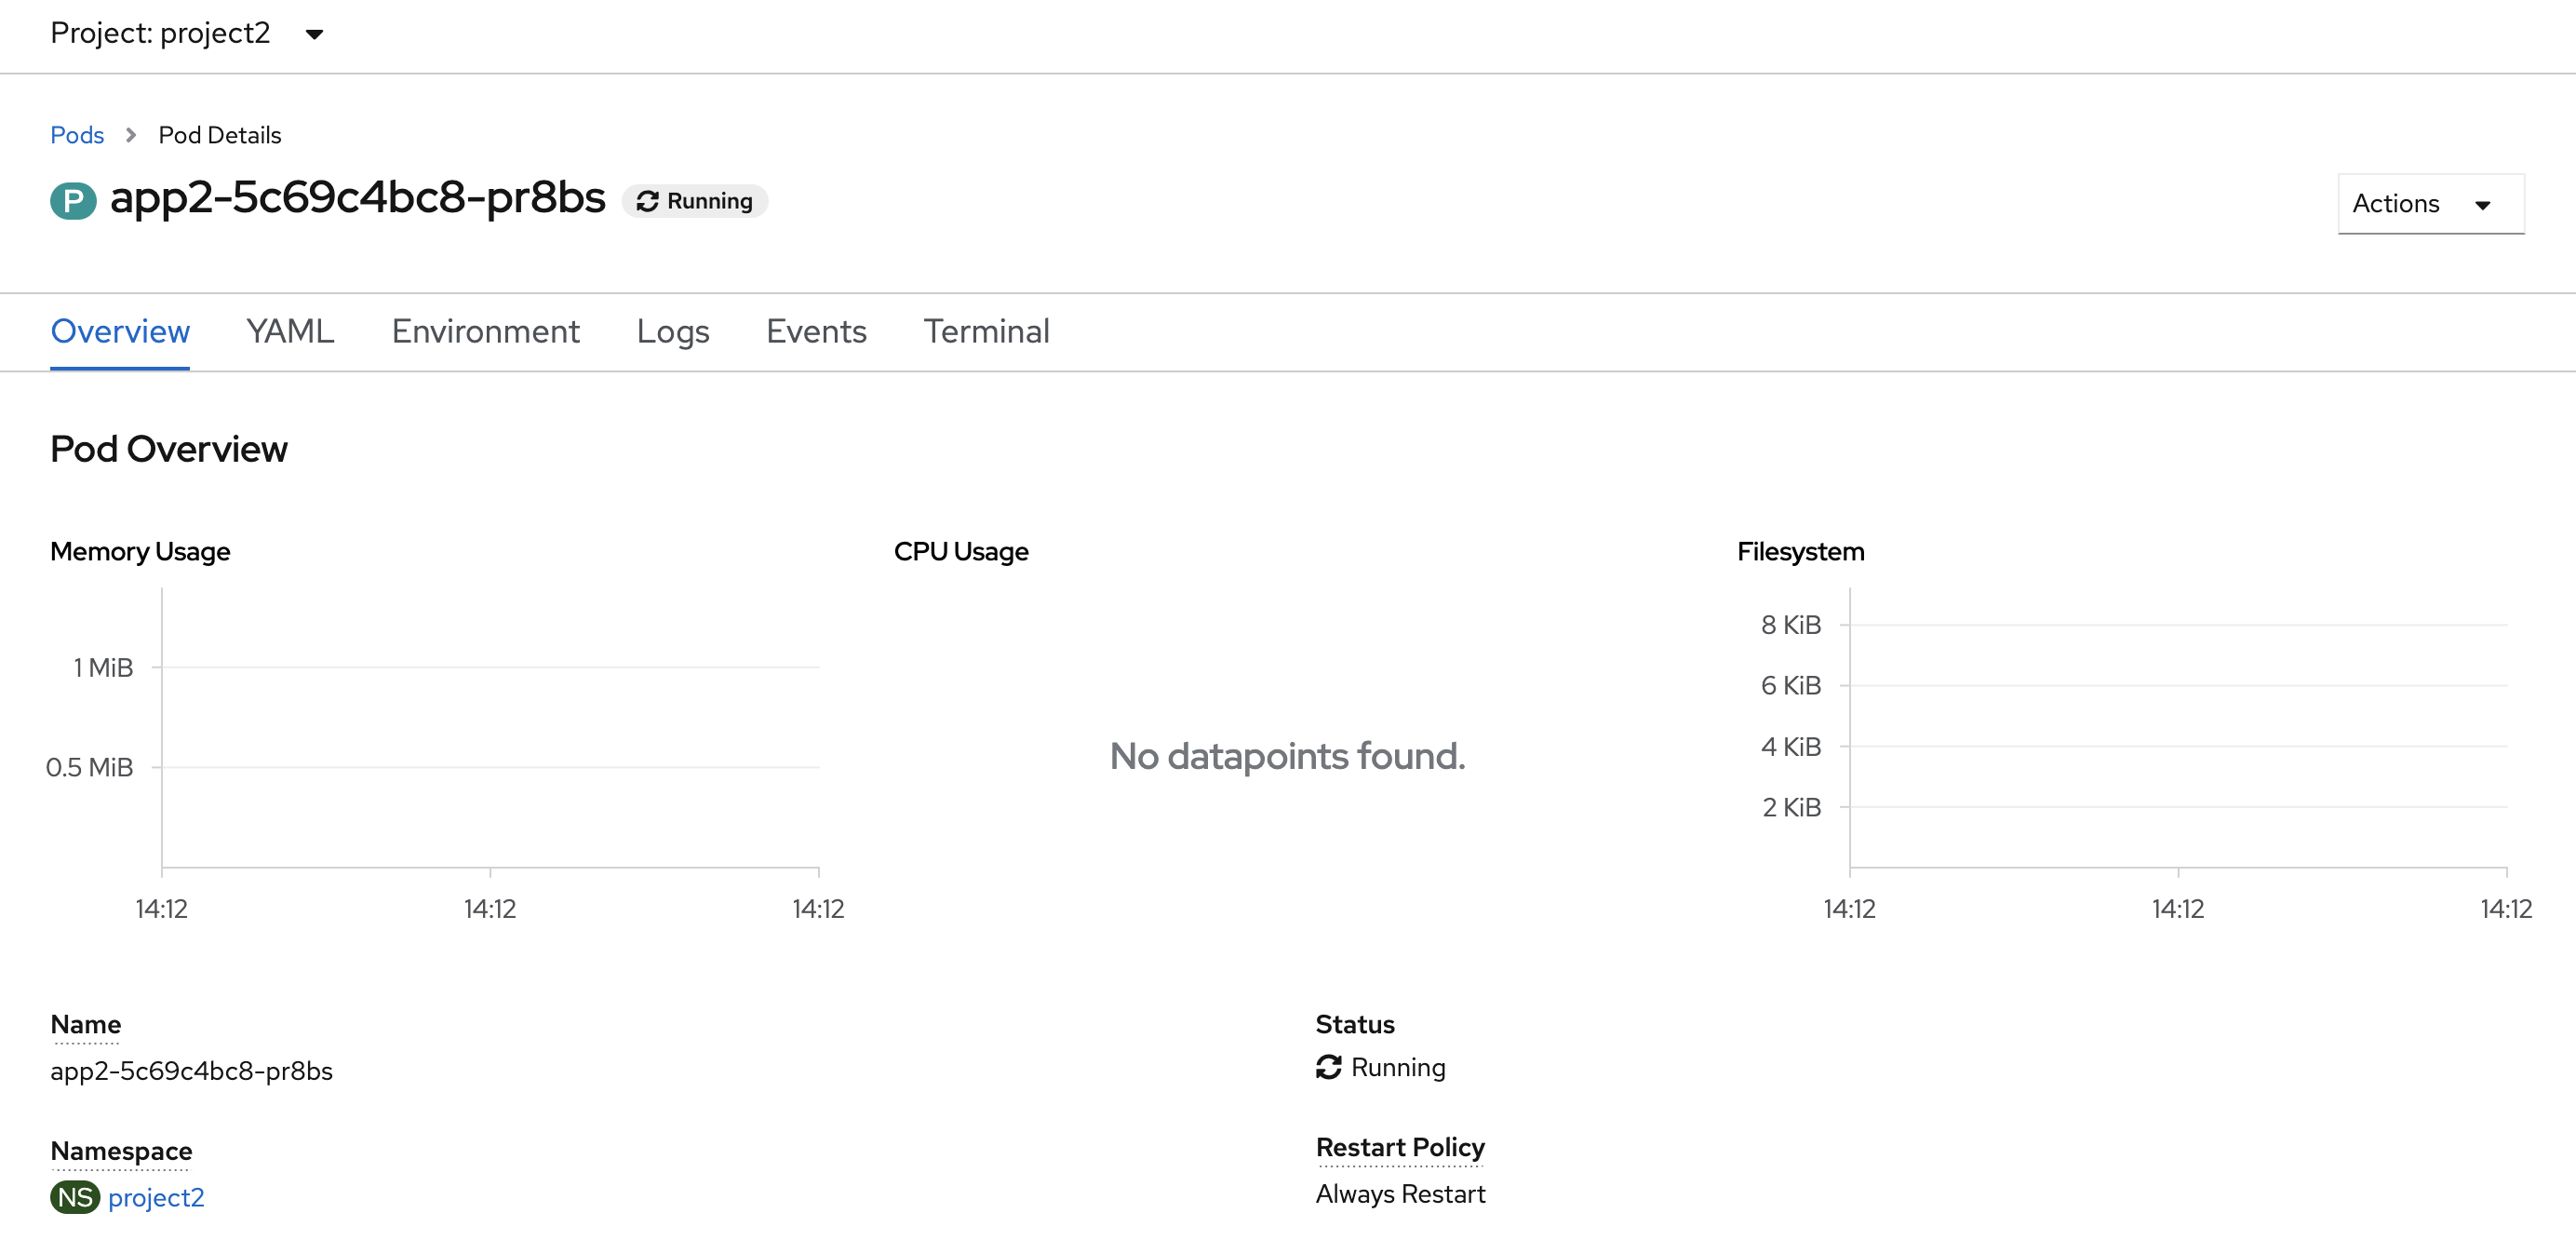 Project: project2
Pods > Pod Details
P app2-5c69c4bc8-pr8bs Running
Actions
Overview YAML Environment Logs Events Terminal
Pod Overview
Memory Usage
1 MiB
0.5 MiB
14:12 14:12 14:12
CPU Usage
No datapoints found.
Filesystem
8 KiB
6 KiB
4 KiB
2 KiB
14:12 14:12 14:12
Name
app2-5c69c4bc8-pr8bs
Namespace
NS project2
Status
Running
Restart Policy
Always Restart